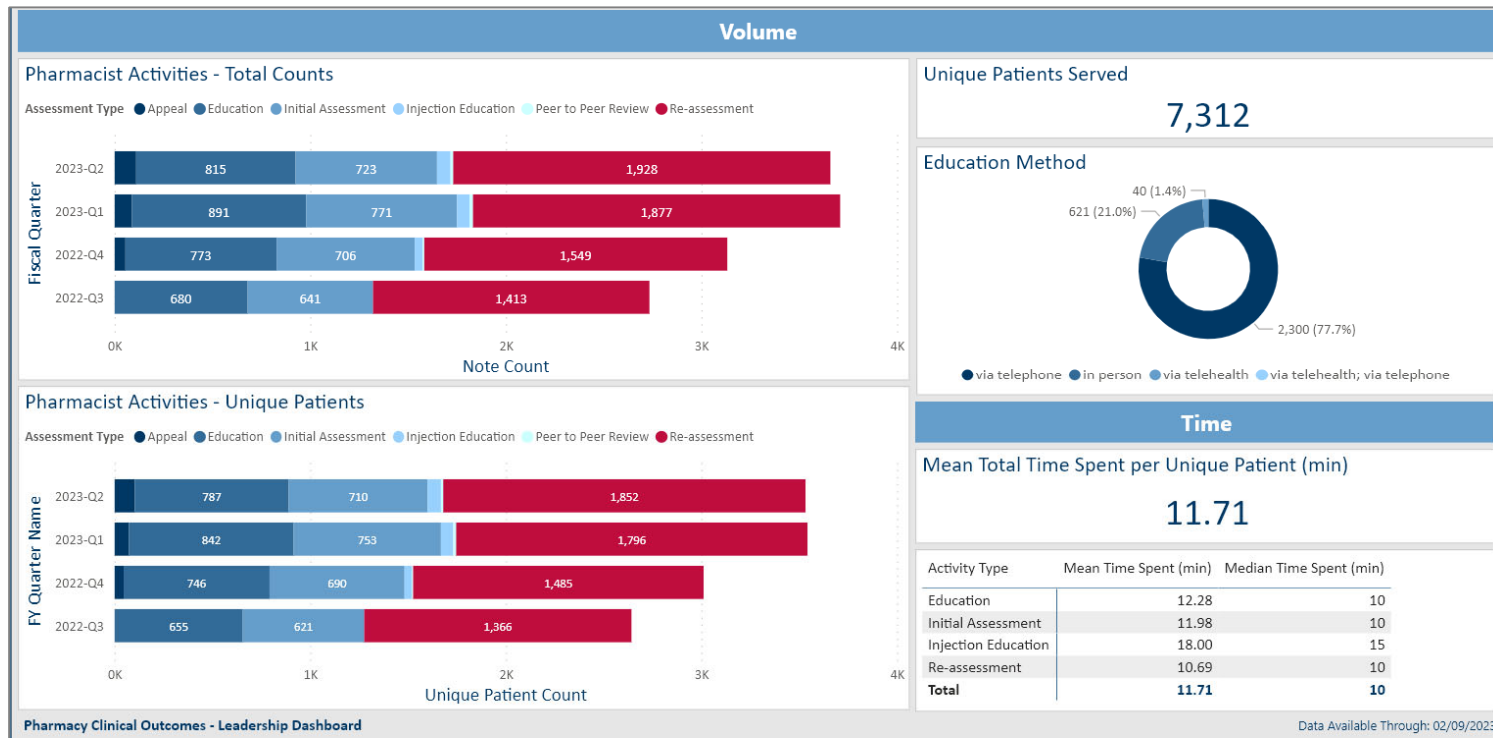 Volume
Pharmacist Activities - Total Counts
Assessment Type Appeal Education Initial Assessment Injection Education Peer to Peer Review Re-assessment
Fiscal Quarter
2023-Q2 815 723 1,928
2023-Q1 891 771 1,877
2022-Q4 773 706 1,549
2022-Q3 680 641 1,413
0K 1K 2K 3K 4K
Note Count
Pharmacist Activities - Unique Patients
Assessment Type Appeal Education Initial Assessment Injection Education Peer to Peer Review Re-assessment
FY Quarter Name
2023-Q2 787 710 1,852
2023-Q1 842 753 1,796
2022-Q4 746 690 1,485
2022-Q3 655 621 1,366
0K 1K 2K 3K 4K
Unique Patient Count
Unique Patients Served
7,312
Education Method
40 (1.4%)
621 (21.0%)
2,300 (77.7%)
via telephone in person via telehealth via telehealth; via telephone
Time
Mean Total Time Spent per Unique Patient (min)
11.71
Activity Type Mean Time Spent (min) Median Time Spent (min)
Education 12.28 10
Initial Assessment 11.98 10
Injection Education 18.00 15
Re-assessment 10.69 10
Total 11.71 10
Pharmacy Clinical Outcomes - Leadership Dashboard
Data Available Through: 02/09/2023